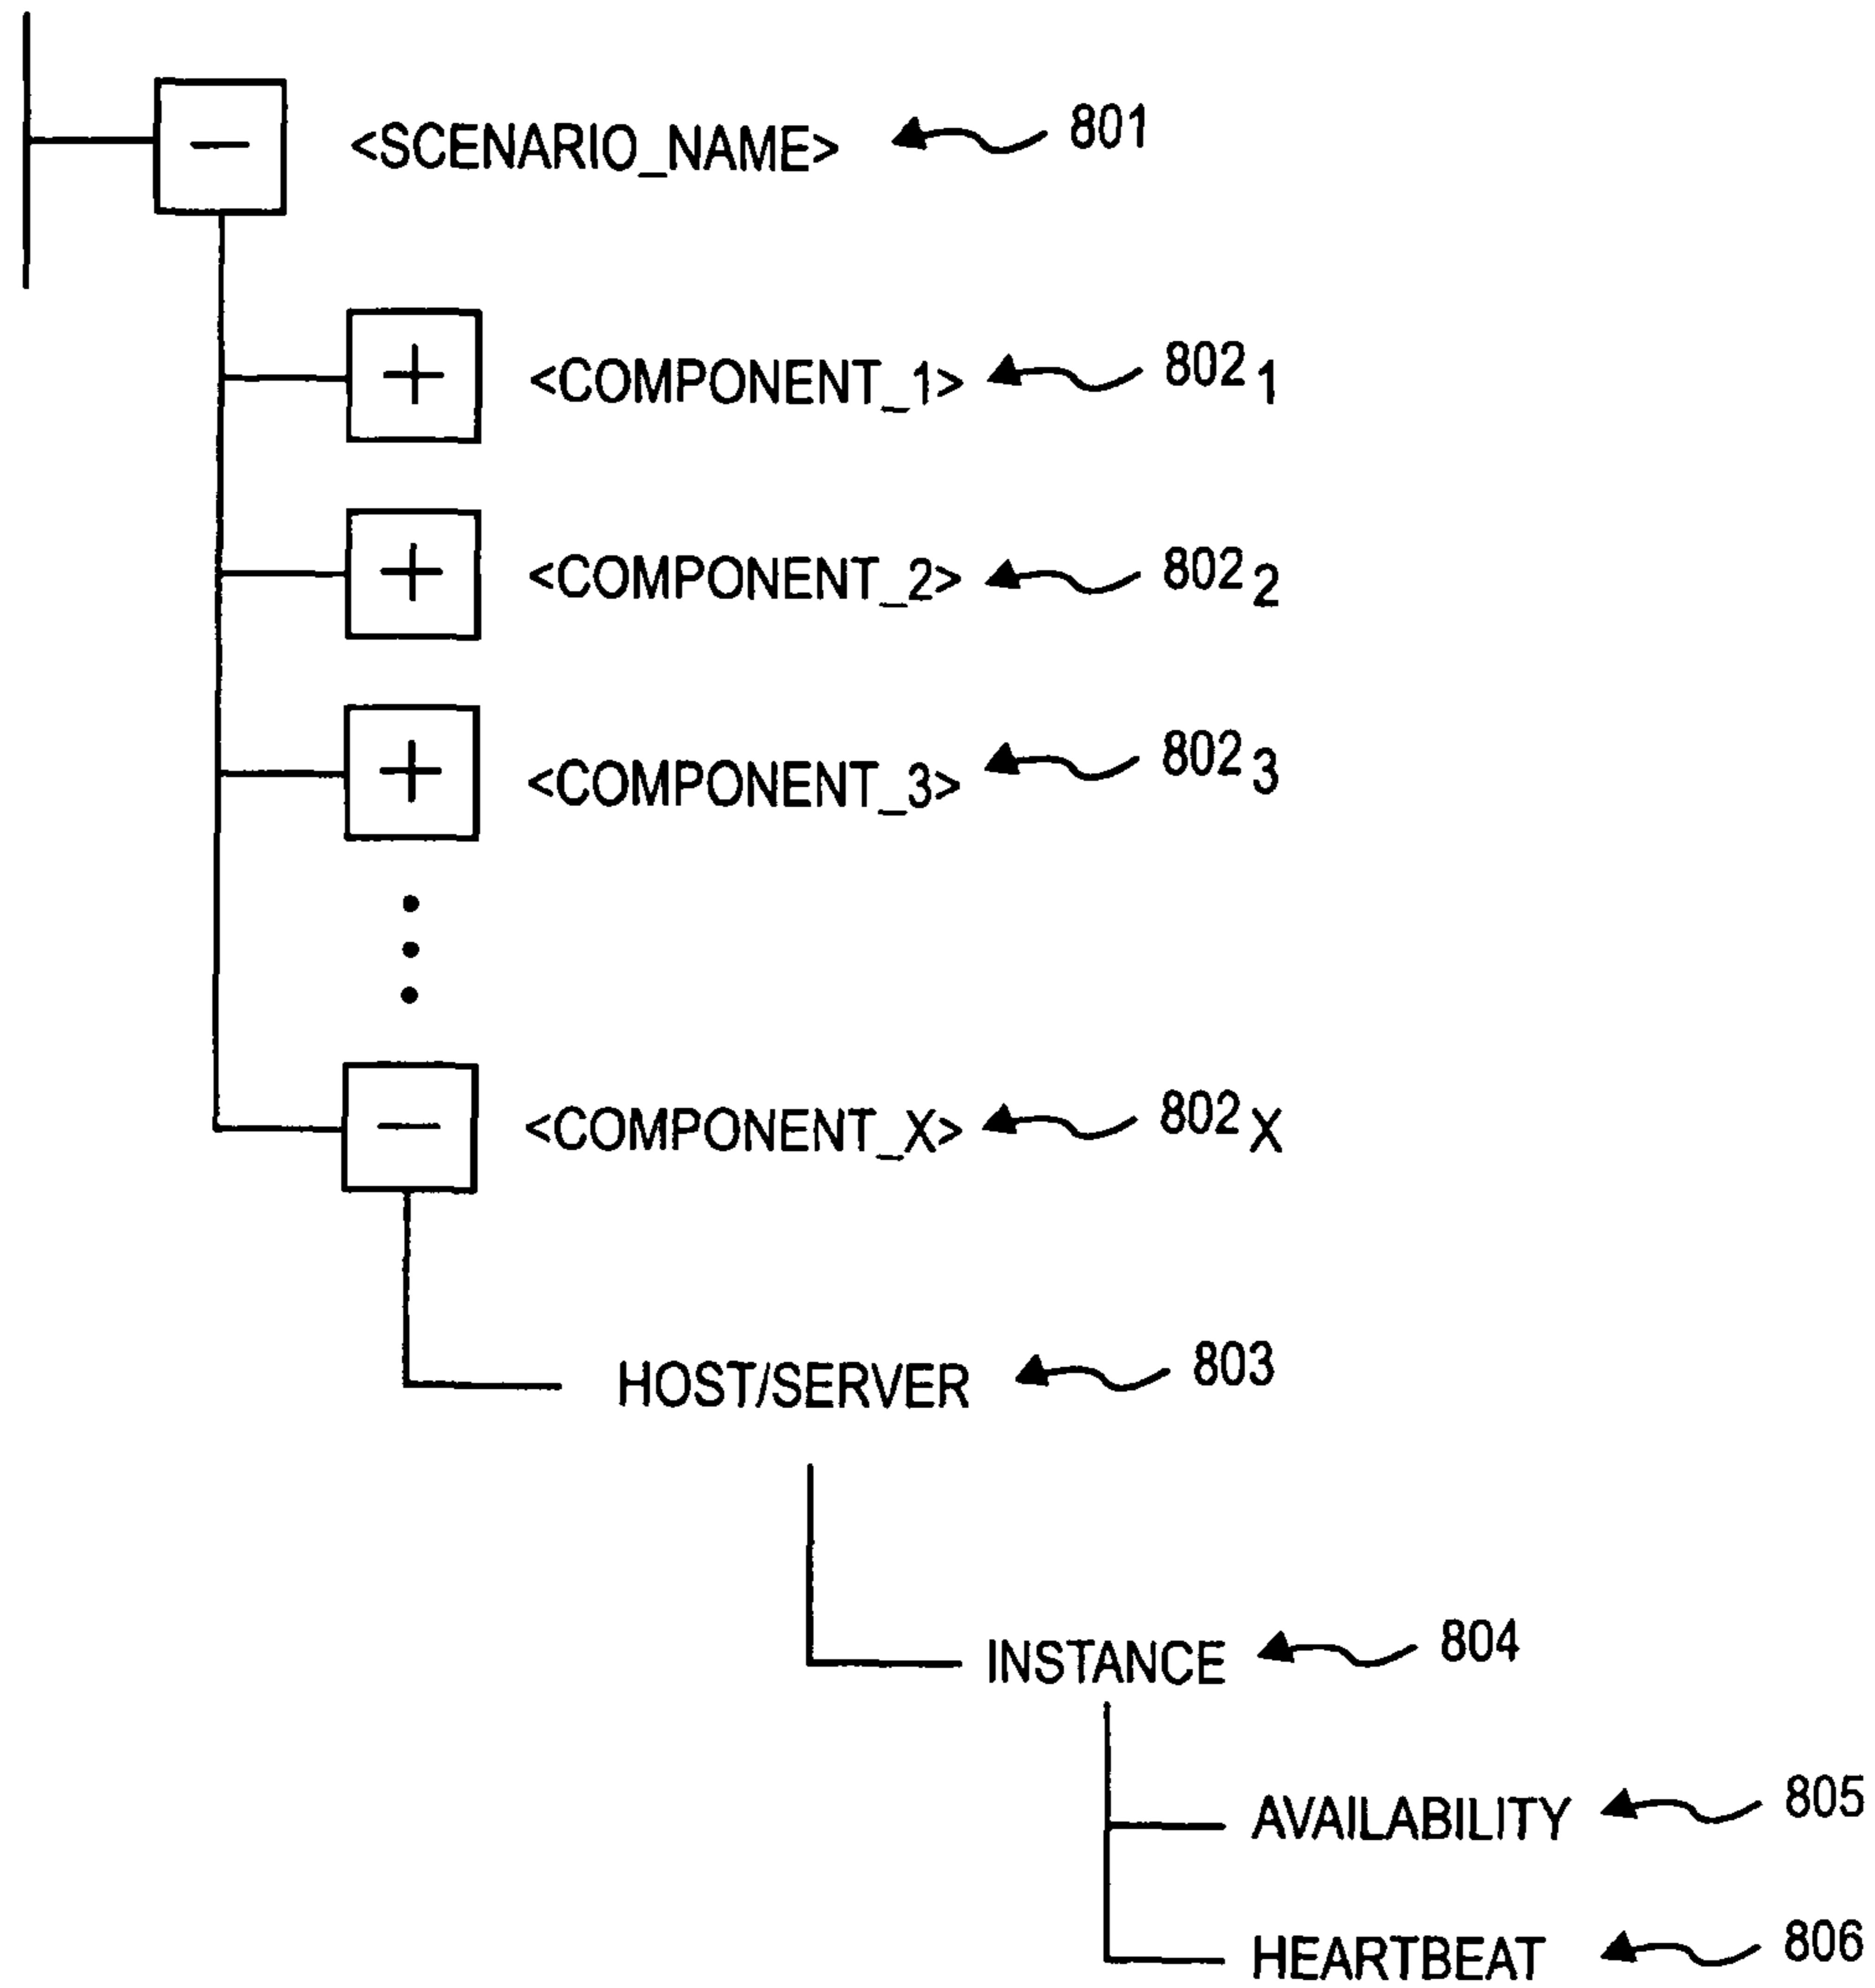 <SCENARIO_NAME> 801
<COMPONENT_1> 802 1
<COMPONENT_2> 802 2
<COMPONENT_3> 802 3
<COMPONENT_X> 802 X
HOST/SERVER 803
INSTANCE 804
AVAILABILITY 805
HEARTBEAT 806